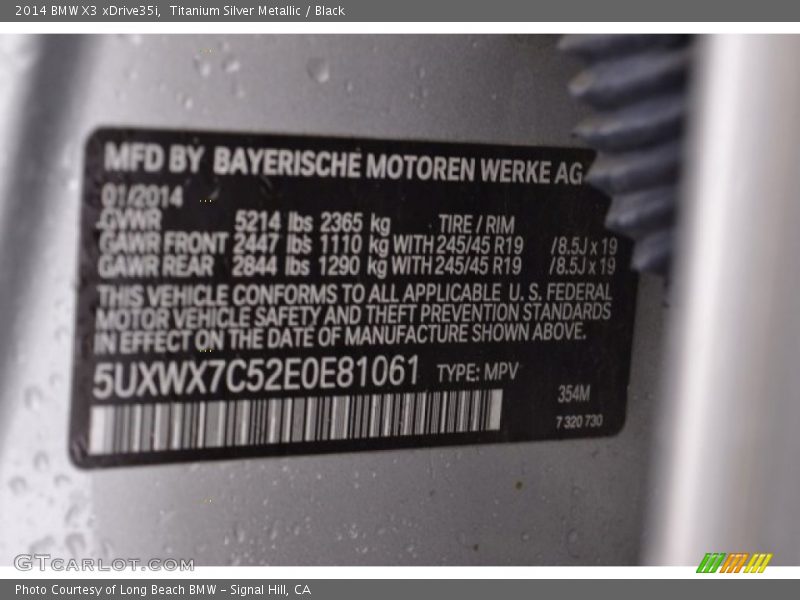 2014 BMW X3 xDrive35i, Titanium Silver Metallic / Black
MFD BY BAYERISCHE MOTOREN WERKE AG
01/2014
GVWR 5214 lbs 2365 kg TIRE / RIM
GAWR FRONT 2447 lbs 1110 kg WITH 245/45 R19 /8.5J x 19
GAWR REAR 2844 lbs 1290 kg WITH 245/45 R19 /8.5J x 19
THIS VEHICLE CONFORMS TO ALL APPLICABLE U. S. FEDERAL
MOTOR VEHICLE SAFETY AND THEFT PREVENTION STANDARDS
IN EFFECT ON THE DATE OF MANUFACTURE SHOWN ABOVE.
5UXWX7C52E0E81061 TYPE: MPV
354M
7 320 730
GTCARLOT.COM
Photo Courtesy of Long Beach BMW - Signal Hill, CA